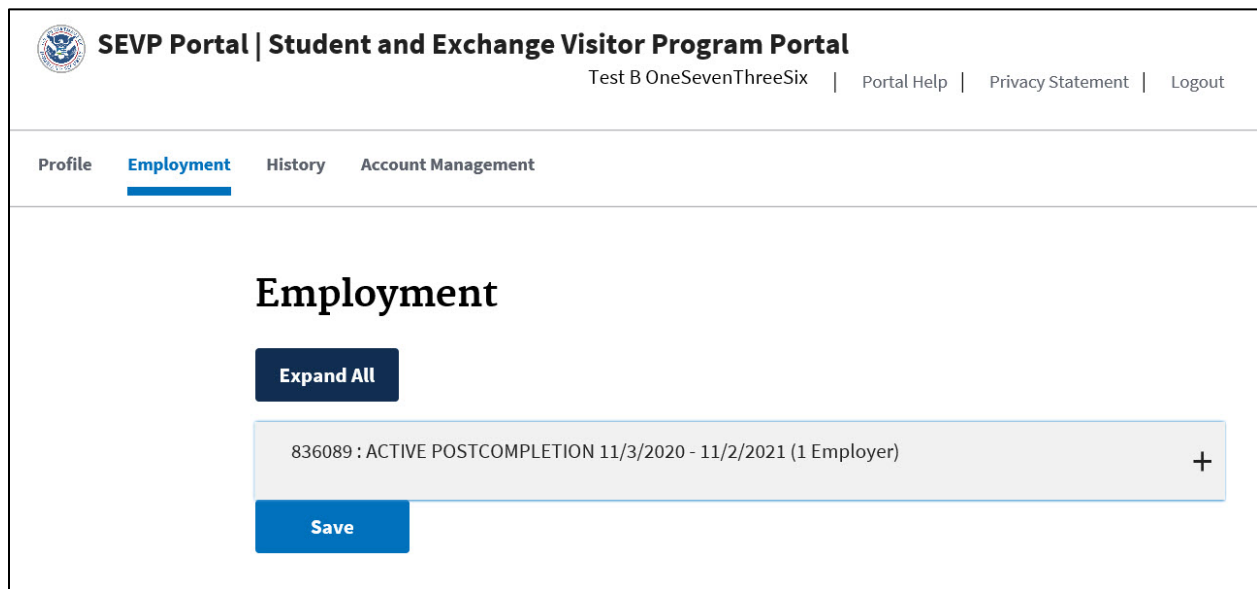 SEVP Portal | Student and Exchange Visitor Program Portal
Test B OneSevenThreeSix | Portal Help | Privacy Statement | Logout
Profile Employment History Account Management
Employment
Expand All
836089 : ACTIVE POSTCOMPLETION 11/3/2020 - 11/2/2021 (1 Employer) +
Save